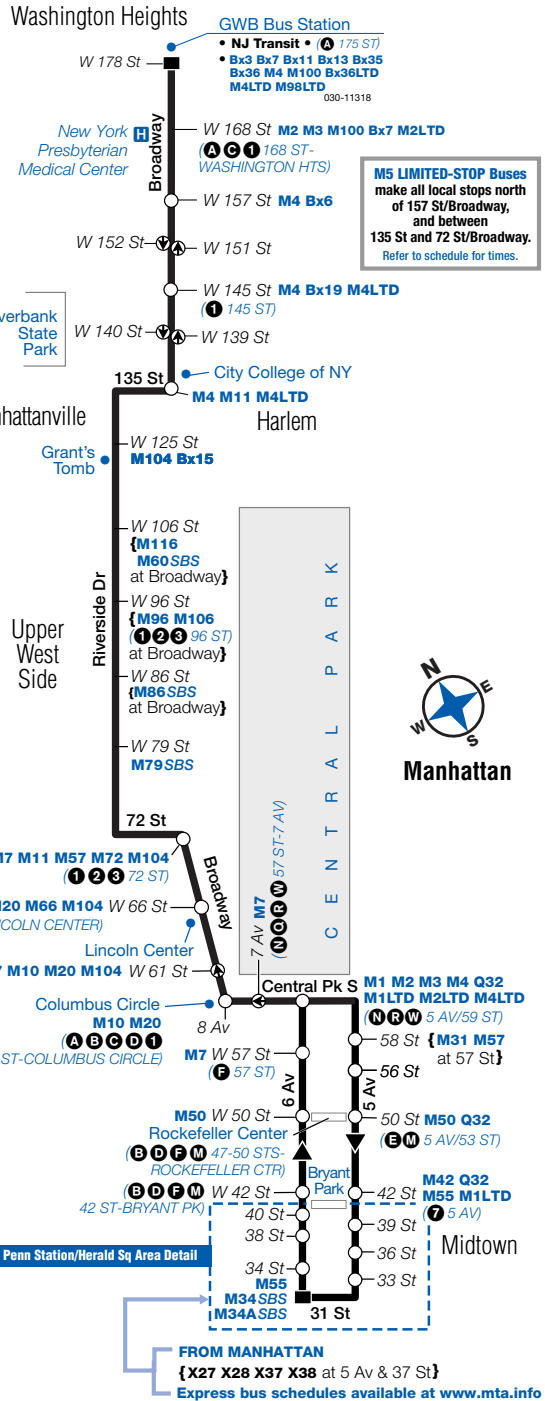 Washington Heights
GWB Bus Station
• NJ Transit • (A 175 ST)
• Bx3 Bx7 Bx11 Bx13 Bx35
Bx36 M4 M100 Bx36LTD
M4LTD M98LTD
030-11318
W 178 St
Broadway
New York H
Presbyterian
Medical Center
W 168 St M2 M3 M100 Bx7 M2LTD
(A C 1 168 ST-
WASHINGTON HTS)
M5 LIMITED-STOP Buses
make all local stops north
of 157 St/Broadway,
and between
135 St and 72 St/Broadway.
Refer to schedule for times.
W 157 St M4 Bx6
W 152 St
W 151 St
W 145 St M4 Bx19 M4LTD
(1 145 ST)
verbank
State
Park
W 140 St
W 139 St
City College of NY
135 St
M4 M11 M4LTD
nhattanville
Harlem
Grant's
Tomb
W 125 St
M104 Bx15
W 106 St
{M116
M60SBS
at Broadway}
Riverside Dr
W 96 St
{M96 M106
(1 2 3 96 ST)
at Broadway}
Upper
West
Side
W 86 St
{M86SBS
at Broadway}
W 79 St
M79SBS
CENTRAL PARK
N
E
W
S
Manhattan
72 St
M7 M11 M57 M72 M104
(1 2 3 72 ST)
Broadway
M20 M66 M104 W 66 St
NCOLN CENTER)
Lincoln Center
7 M10 M20 M104 W 61 St
7 Av M7
(N Q R W 57 ST-7 AV)
Columbus Circle
M10 M20
(A B C D 1
ST-COLUMBUS CIRCLE)
8 Av
Central Pk S
M1 M2 M3 M4 Q32
M1LTD M2LTD M4LTD
(N R W 5 AV/59 ST)
M7 W 57 St
(F 57 ST)
58 St {M31 M57
at 57 St}
56 St
6 Av
5 Av
M50 W 50 St
Rockefeller Center
(B D F M 47-50 STS-
ROCKEFELLER CTR)
50 St M50 Q32
(E M 5 AV/53 ST)
Bryant
Park
(B D F M W 42 St
42 ST-BRYANT PK)
42 St M42 Q32
M55 M1LTD
(7 5 AV)
40 St
39 St
38 St
36 St
Midtown
Penn Station/Herald Sq Area Detail
34 St
M55
M34SBS
M34ASBS
33 St
31 St
FROM MANHATTAN
{X27 X28 X37 X38 at 5 Av & 37 St}
Express bus schedules available at www.mta.info